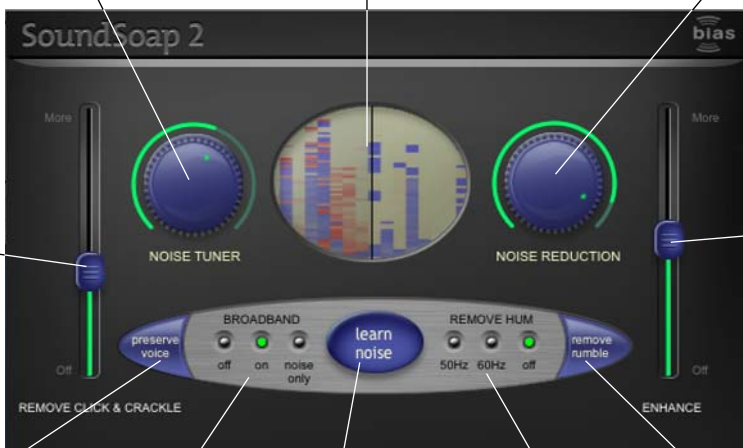 SoundSoap 2
bias
More
More
NOISE TUNER
NOISE REDUCTION
BROADBAND
REMOVE HUM
preserve
voice
off
on
noise
only
learn
noise
50Hz
60Hz
off
remove
rumble
Off
Off
REMOVE CLICK & CRACKLE
ENHANCE